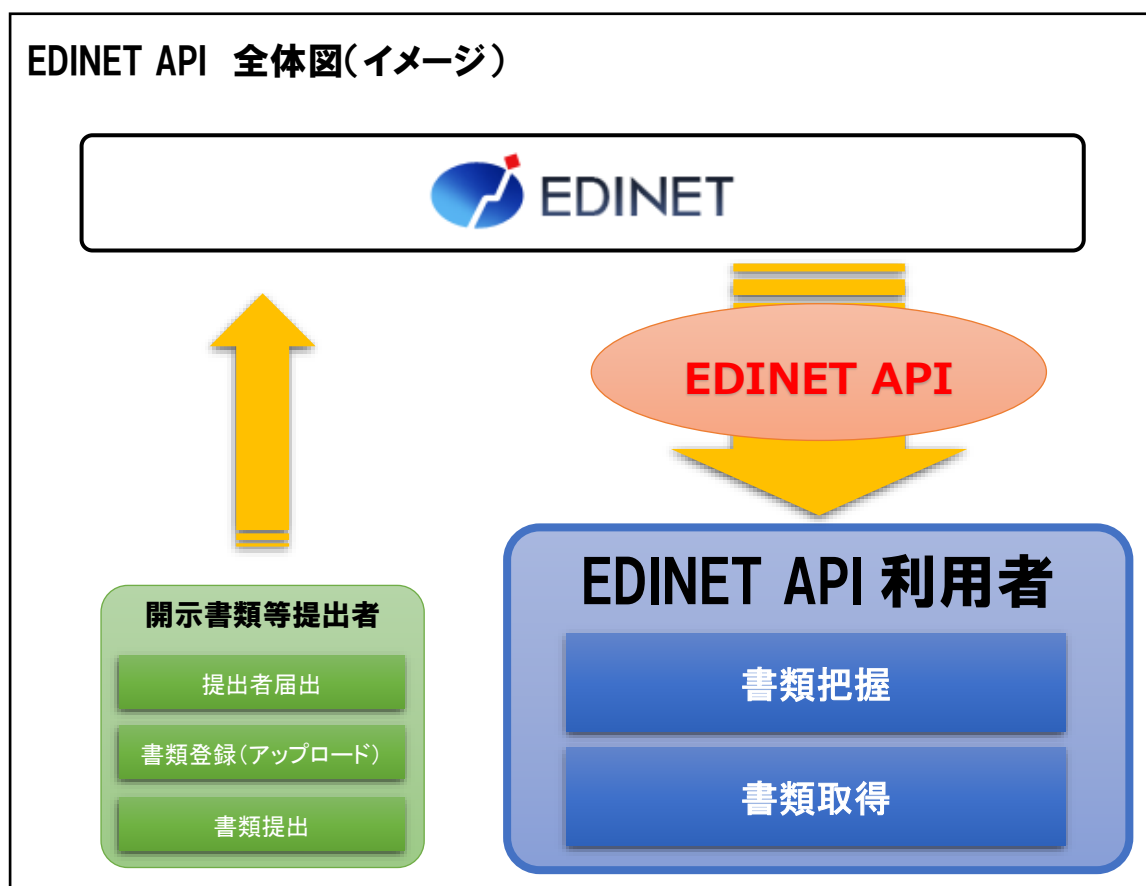 EDINET API 全体図(イメージ)
EDINET
EDINET API
開示書類等提出者
提出者届出
書類登録(アップロード)
書類提出
EDINET API 利用者
書類把握
書類取得